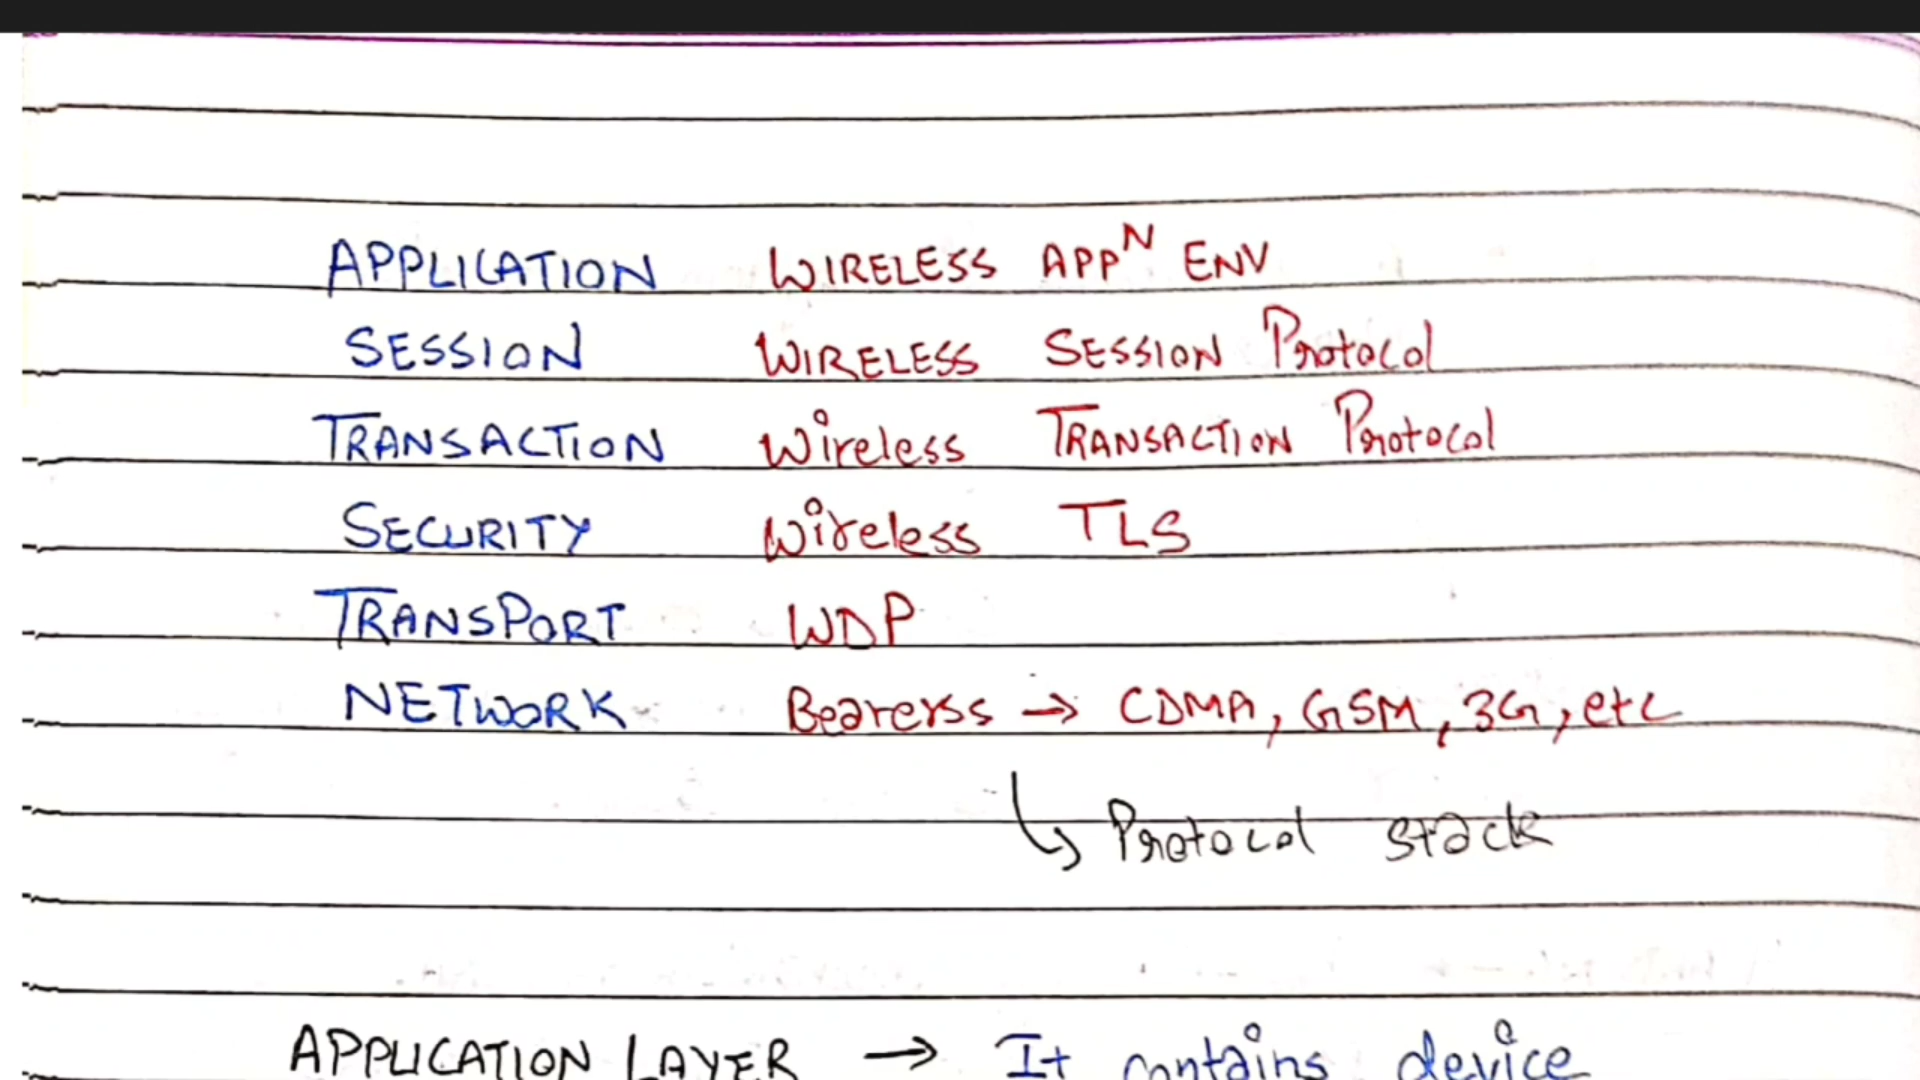 APPLICATION WIRELESS APPᴺ ENV
SESSION WIRELESS SESSION Protocol
TRANSACTION Wireless TRANSACTION Protocol
SECURITY Wireless TLS
TRANSPORT WDP
NETWORK Bearerss → CDMA, GSM, 3G, etc
↳ Protocol stack
APPLICATION LAYER → It contains device